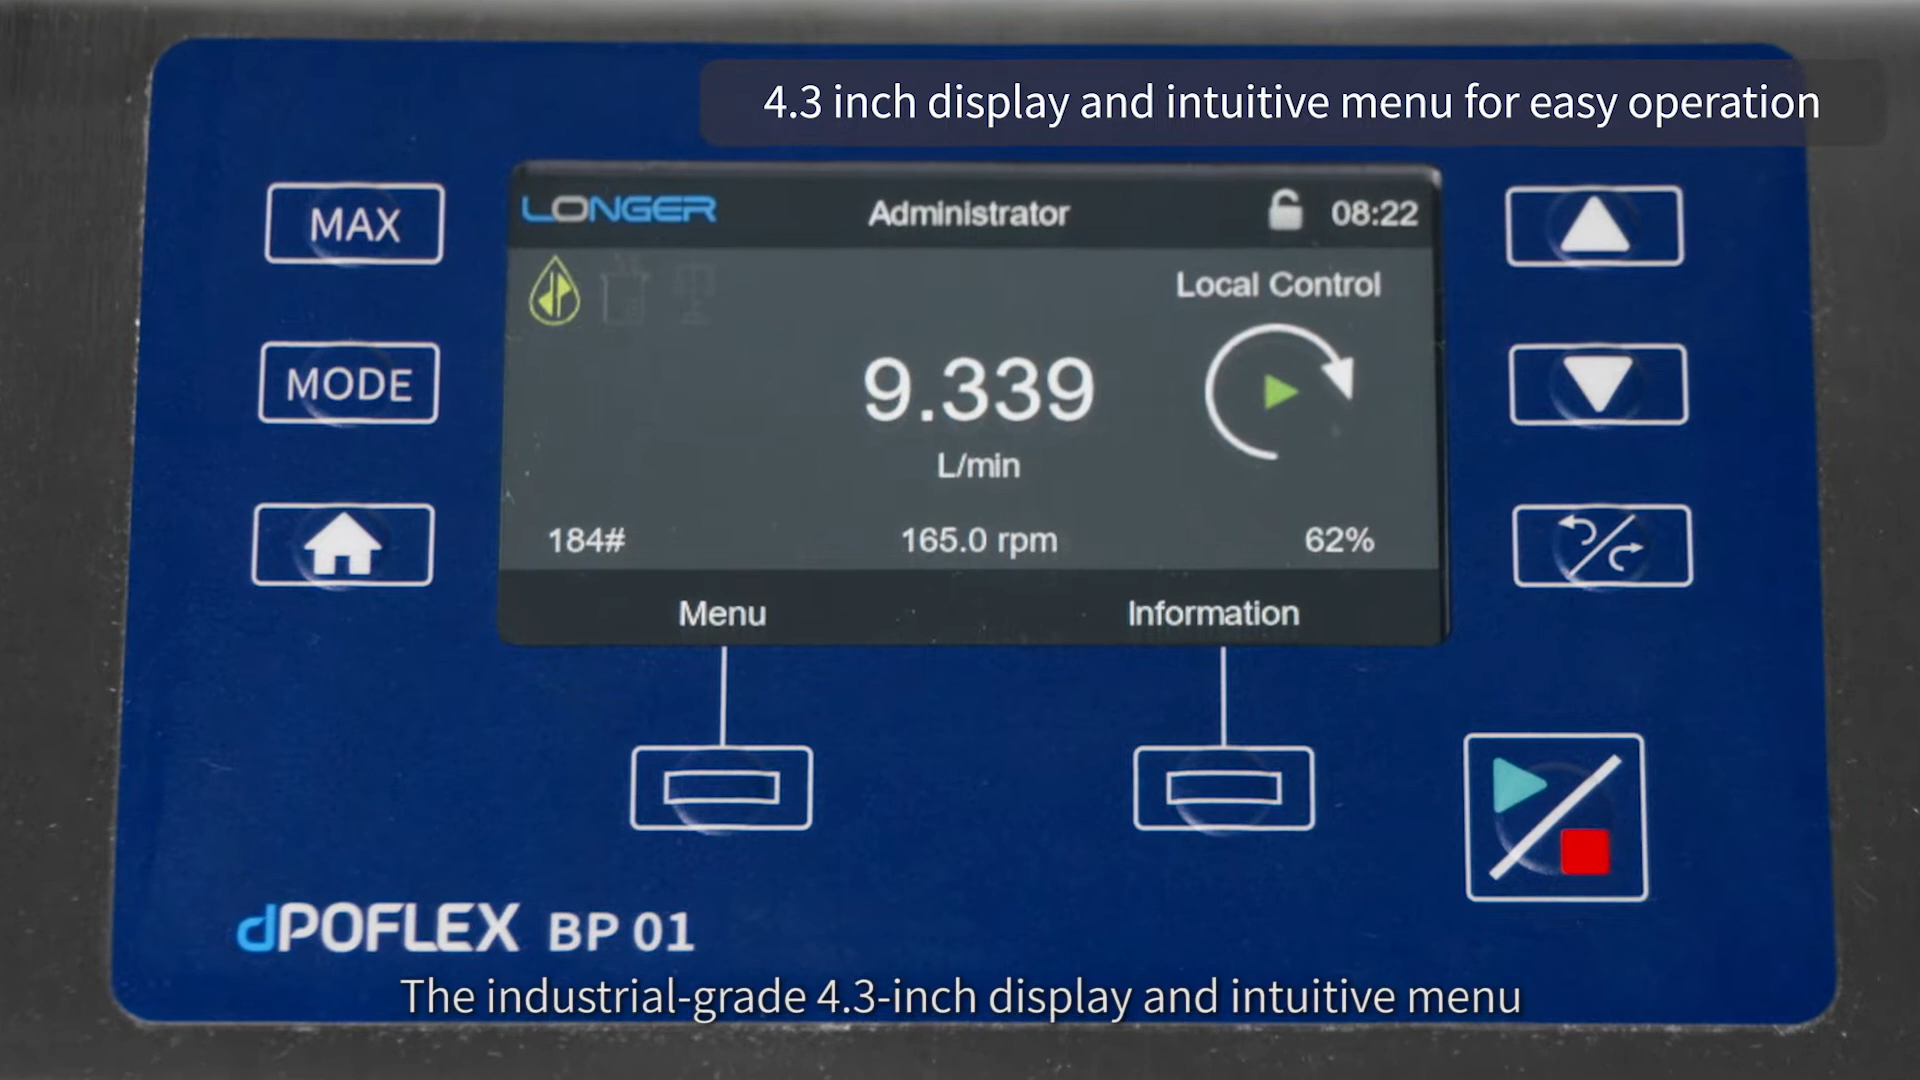 4.3 inch display and intuitive menu for easy operation
MAX
MODE
LONGER
Administrator
08:22
Local Control
9.339
L/min
184#
165.0 rpm
62%
Menu
Information
dPOFLEX BP 01
The industrial-grade 4.3-inch display and intuitive menu